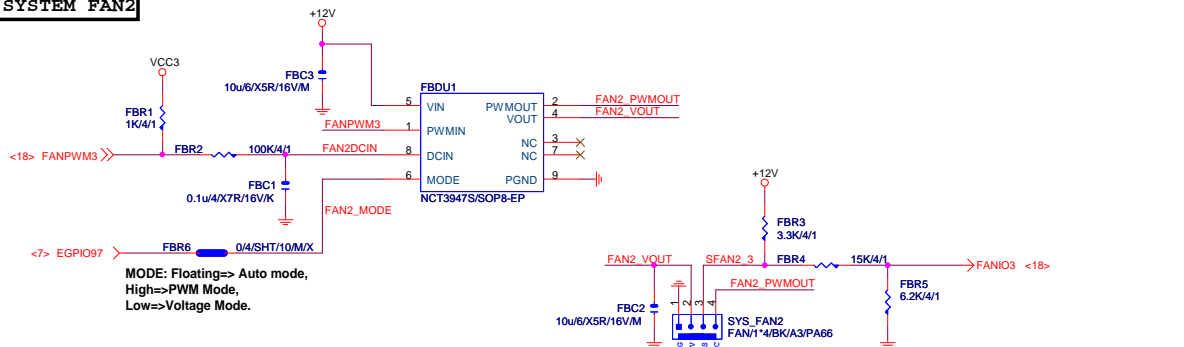 SYSTEM FAN2
+12V
VCC3
FBC3
10u/6/X5R/16V/M
FBR1
1K/4/1
FBDU1
5 VIN PWMOUT 2 FAN2_PWMOUT
VOUT 4 FAN2_VOUT
FANPWM3 1 PWMIN
NC 3
<18> FANPWM3 FBR2 100K/4/1 FAN2DCIN 8 DCIN NC 7
6 MODE PGND 9
FBC1
0.1u/4/X7R/16V/K
NCT3947S/SOP8-EP
FAN2_MODE
<7> EGPIO97 FBR6 0/4/SHT/10/M/X
MODE: Floating=> Auto mode,
High=>PWM Mode,
Low=>Voltage Mode.
+12V
FBR3
3.3K/4/1
FAN2_VOUT SFAN2_3 FBR4 15K/4/1 FANIO3 <18>
FAN2_PWMOUT
FBR5
6.2K/4/1
FBC2
10u/6/X5R/16V/M
1 2 3 4
SYS_FAN2
FAN/1*4/BK/A3/PA66
G V S C